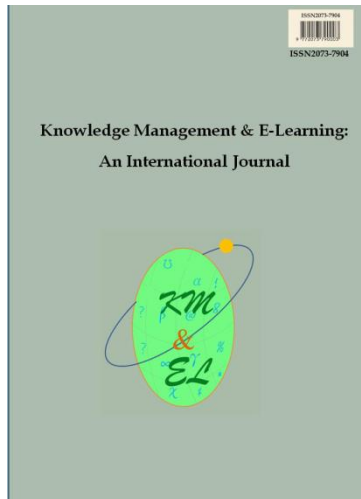 ISSN2073-7904
ISSN2073-7904
Knowledge Management & E-Learning:
An International Journal
KM
&
EL